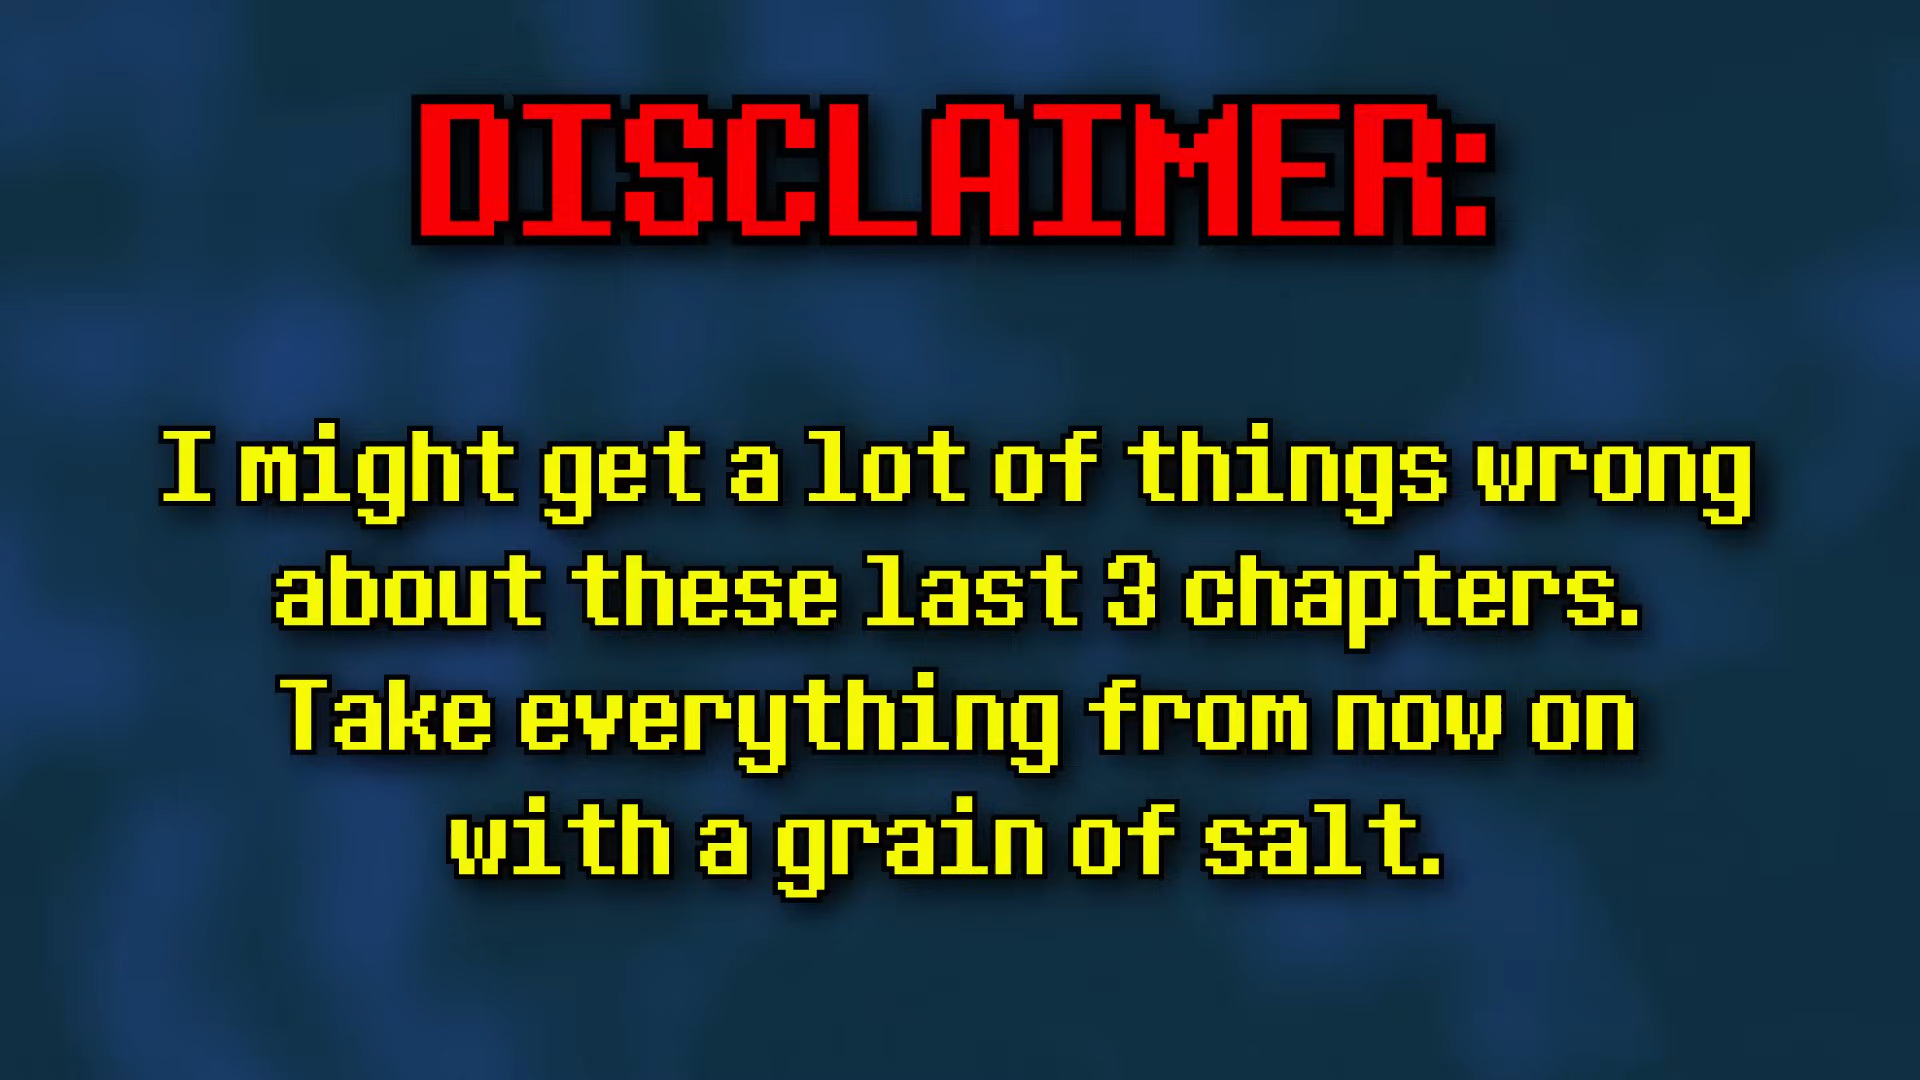 DISCLAIMER:
I might get a lot of things wrong
about these last 3 chapters.
Take everything from now on
with a grain of salt.